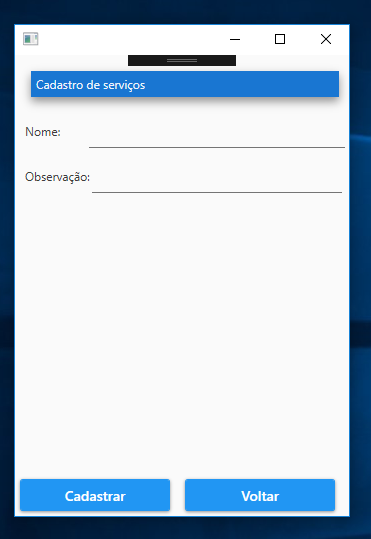 Cadastro de serviços
Nome:
Observação:
Cadastrar Voltar